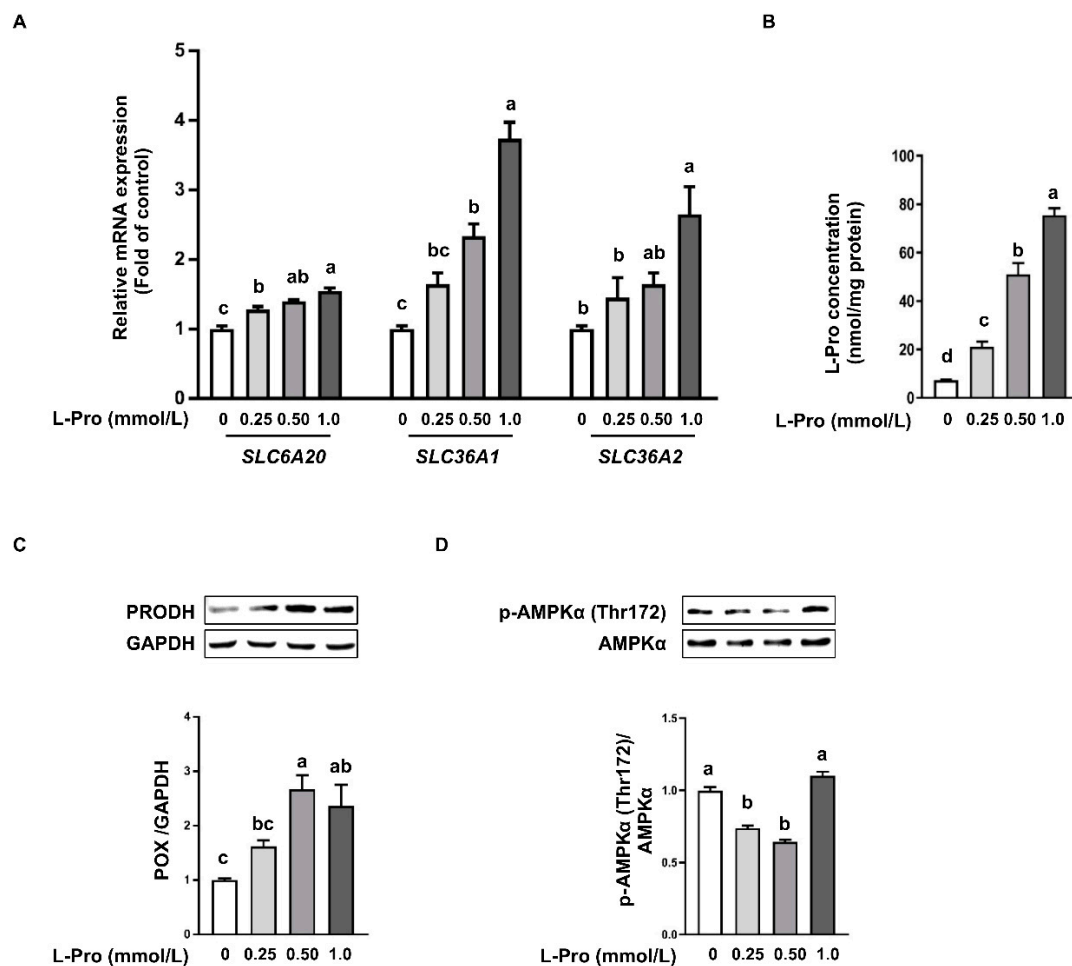 A
Relative mRNA expression
(Fold of control)
5
4
3
2
1
0
c b ab a
c bc b a
b b ab a
L-Pro (mmol/L) 0 0.25 0.50 1.0 0 0.25 0.50 1.0 0 0.25 0.50 1.0
SLC6A20 SLC36A1 SLC36A2
B
L-Pro concentration
(nmol/mg protein)
100
80
60
40
20
0
d c b a
L-Pro (mmol/L) 0 0.25 0.50 1.0
C
PRODH
GAPDH
POX /GAPDH
4
3
2
1
0
c bc a ab
L-Pro (mmol/L) 0 0.25 0.50 1.0
D
p-AMPKα (Thr172)
AMPKα
p-AMPKα (Thr172)/
AMPKα
1.5
1.0
0.5
0.0
a b b a
L-Pro (mmol/L) 0 0.25 0.50 1.0